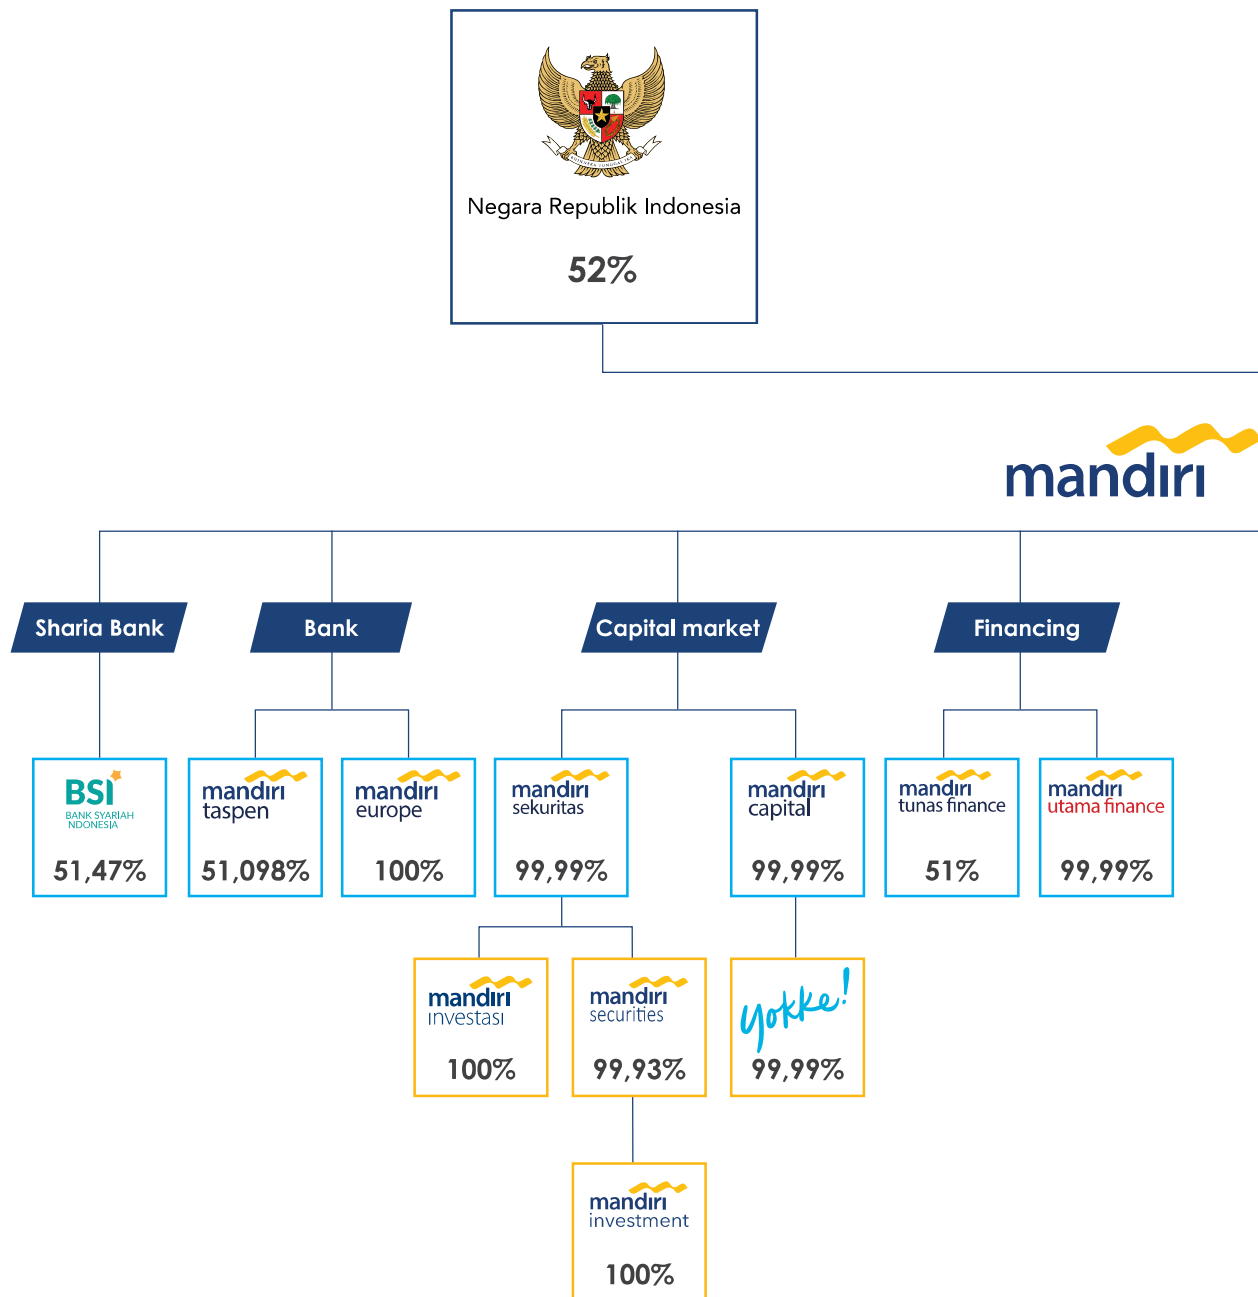 Negara Republik Indonesia
52%
mandiri
Sharia Bank
Bank
Capital market
Financing
BSI
BANK SYARIAH
NDONESIA
51,47%
mandiri
taspen
51,098%
mandiri
europe
100%
mandiri
sekuritas
99,99%
mandiri
capital
99,99%
mandiri
tunas finance
51%
mandiri
utama finance
99,99%
mandiri
investasi
100%
mandiri
securities
99,93%
yokke!
99,99%
mandiri
investment
100%